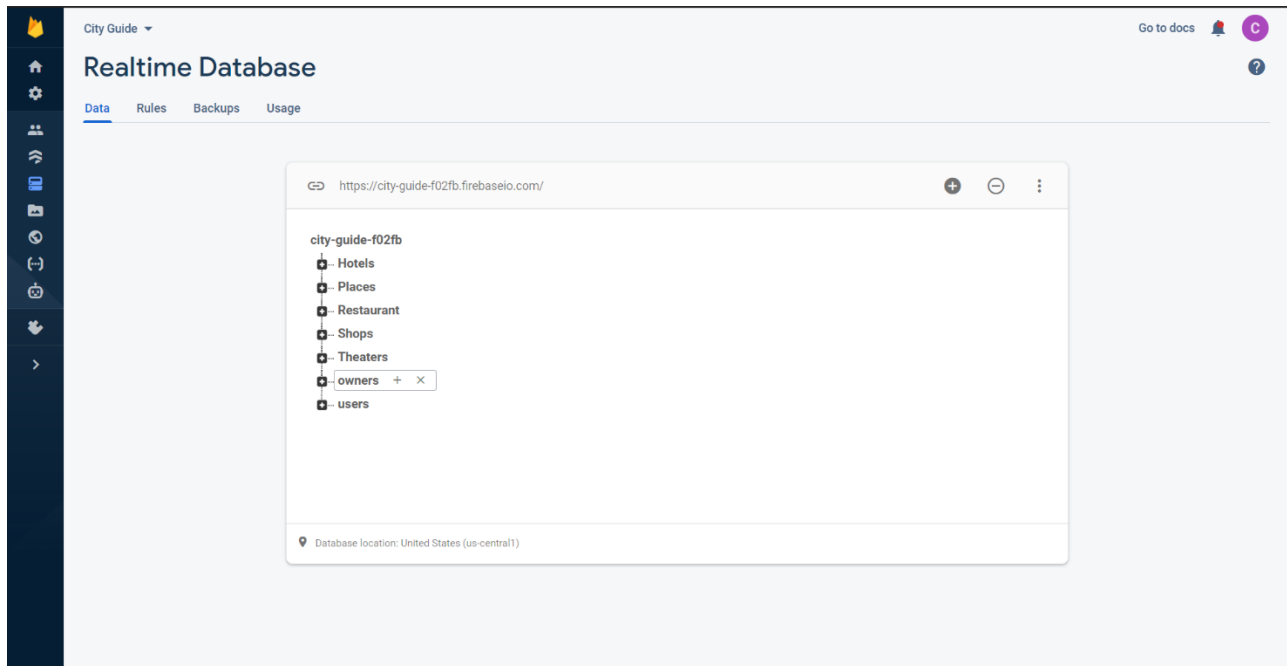 City Guide
Go to docs
C
Realtime Database
?
Data Rules Backups Usage
https://city-guide-f02fb.firebaseio.com/
city-guide-f02fb
Hotels
Places
Restaurant
Shops
Theaters
owners
users
Database location: United States (us-central1)